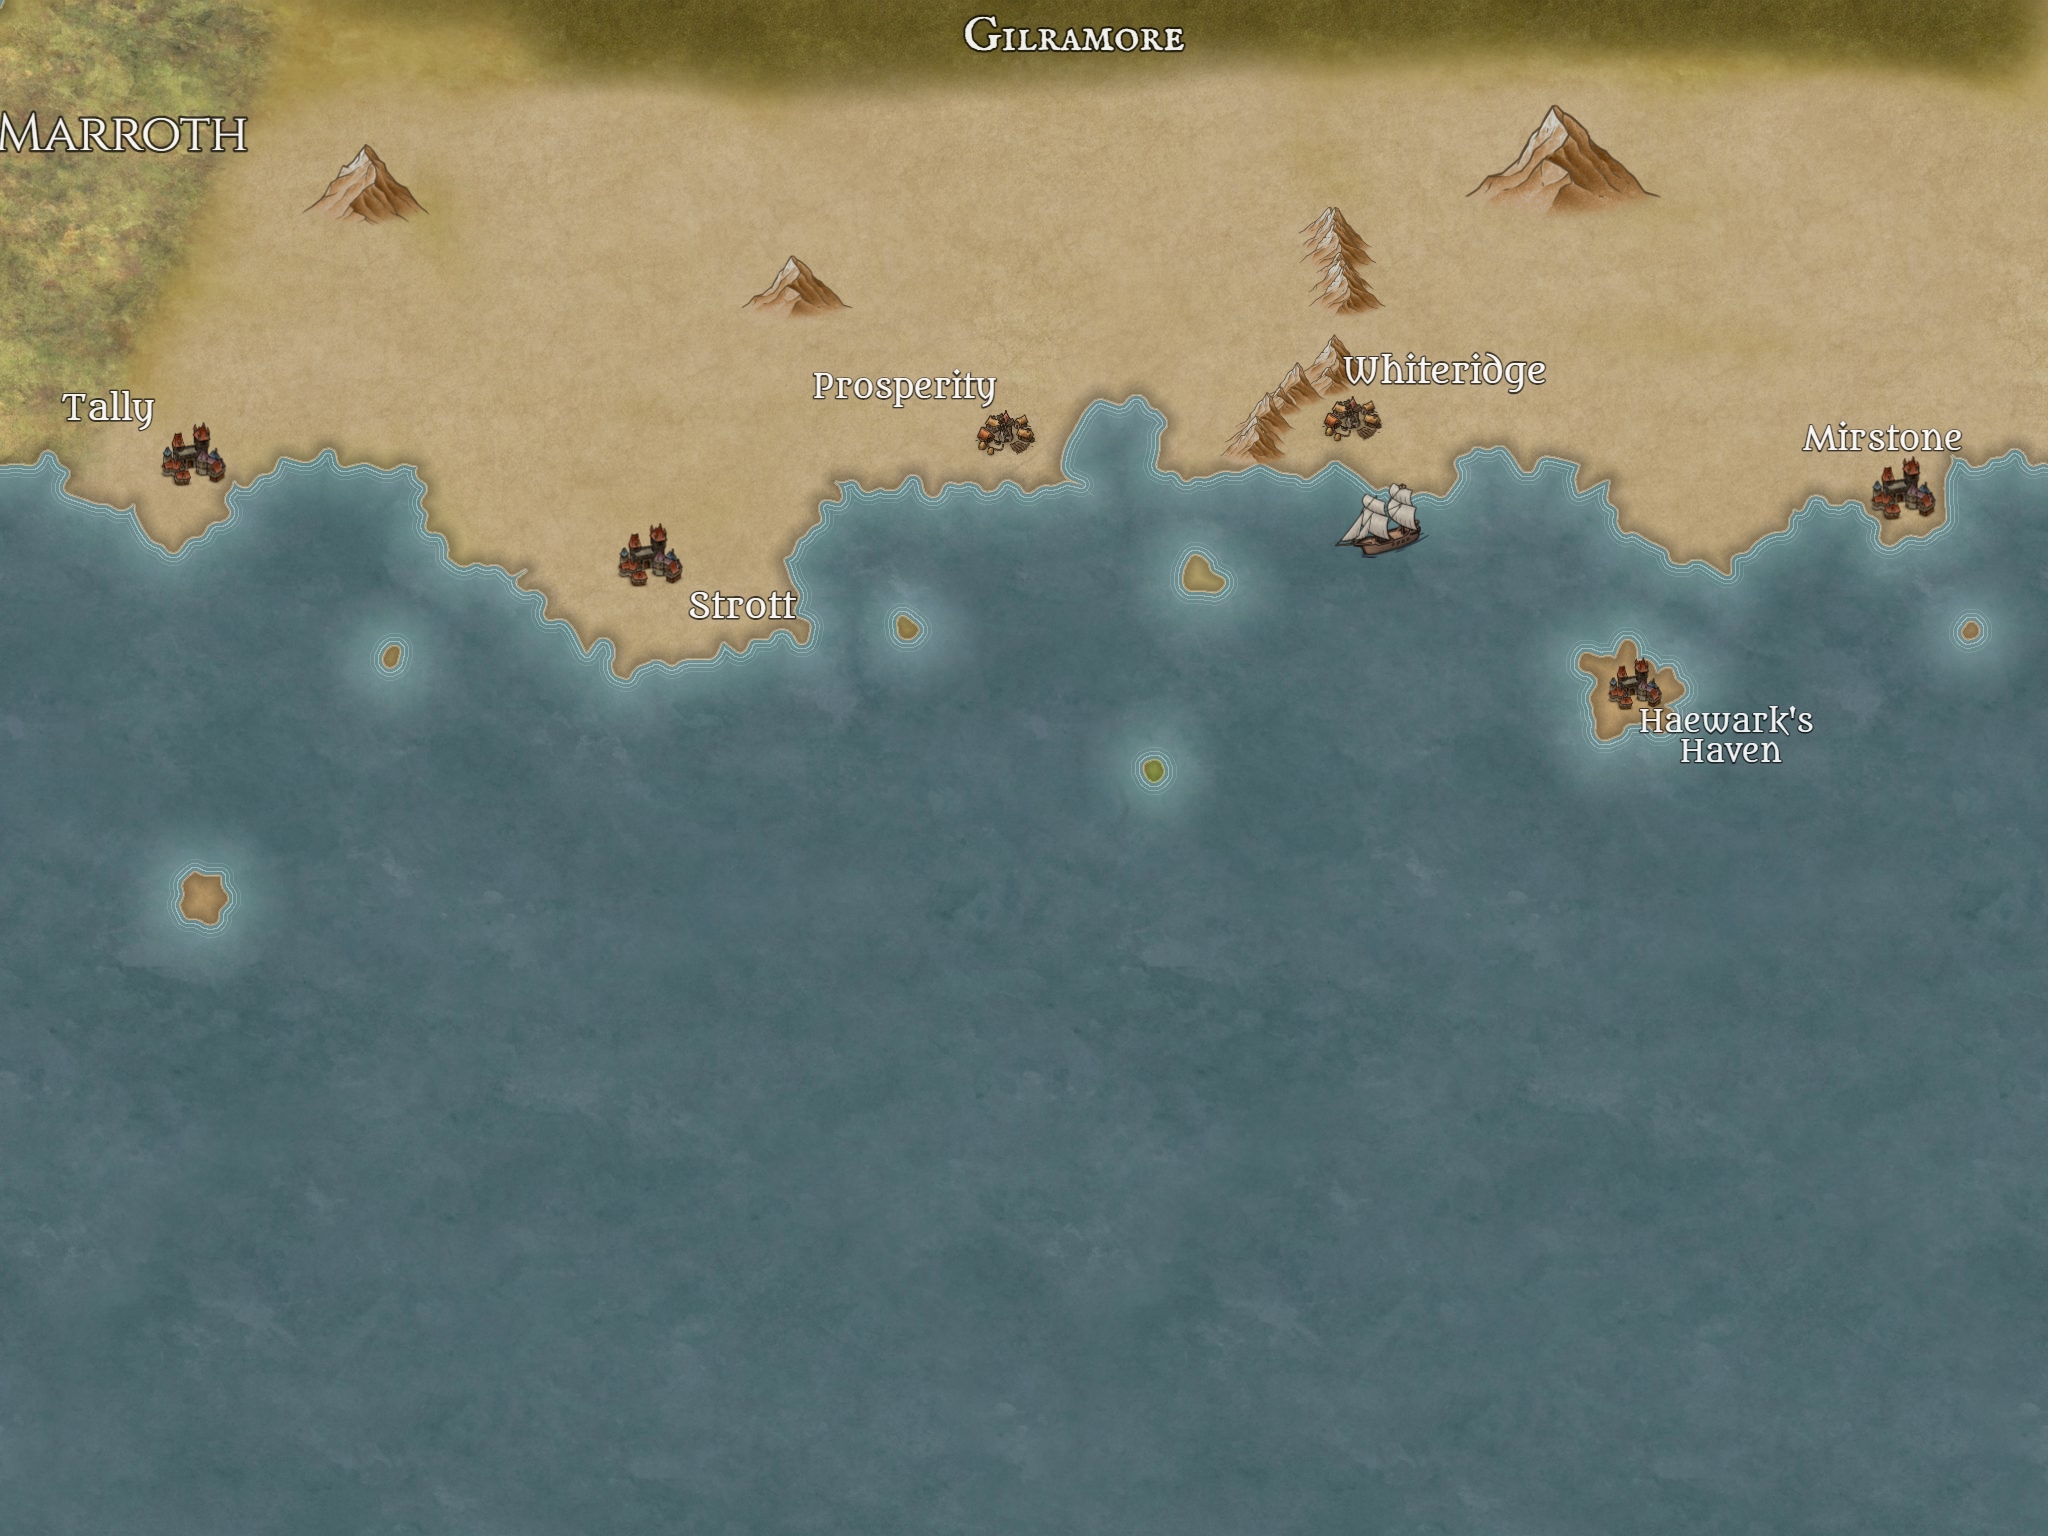 Gilramore
Marroth
Whiteridge
Prosperity
Tally
Mirstone
Strott
Haewark's
Haven